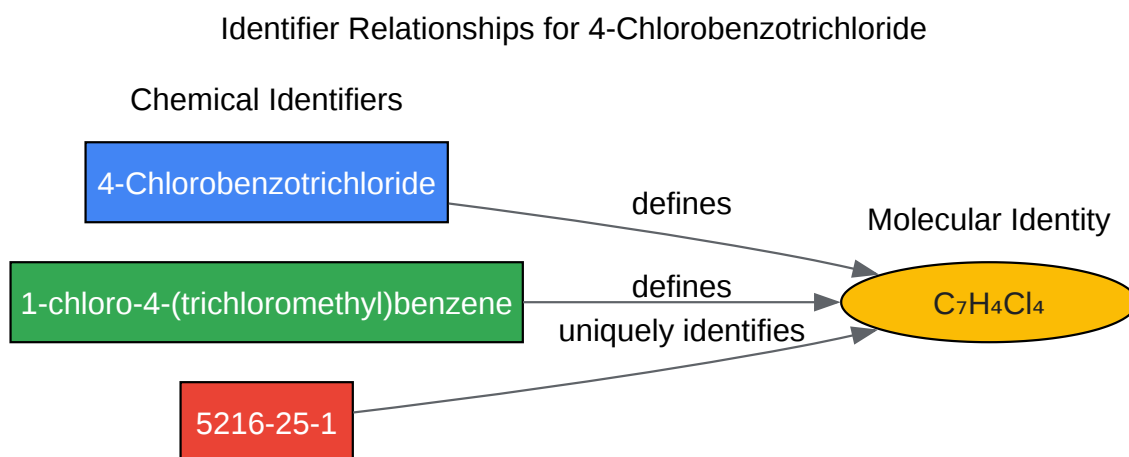 Identifier Relationships for 4-Chlorobenzotrichloride
Chemical Identifiers
4-Chlorobenzotrichloride
defines
Molecular Identity
1-chloro-4-(trichloromethyl)benzene
defines
C₇H₄Cl₄
uniquely identifies
5216-25-1